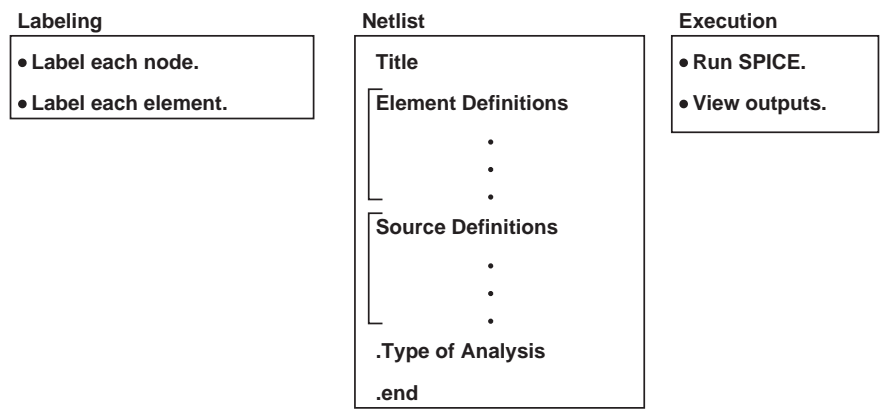 Labeling
• Label each node.
• Label each element.
Netlist
Title
Element Definitions
Source Definitions
.Type of Analysis
.end
Execution
• Run SPICE.
• View outputs.